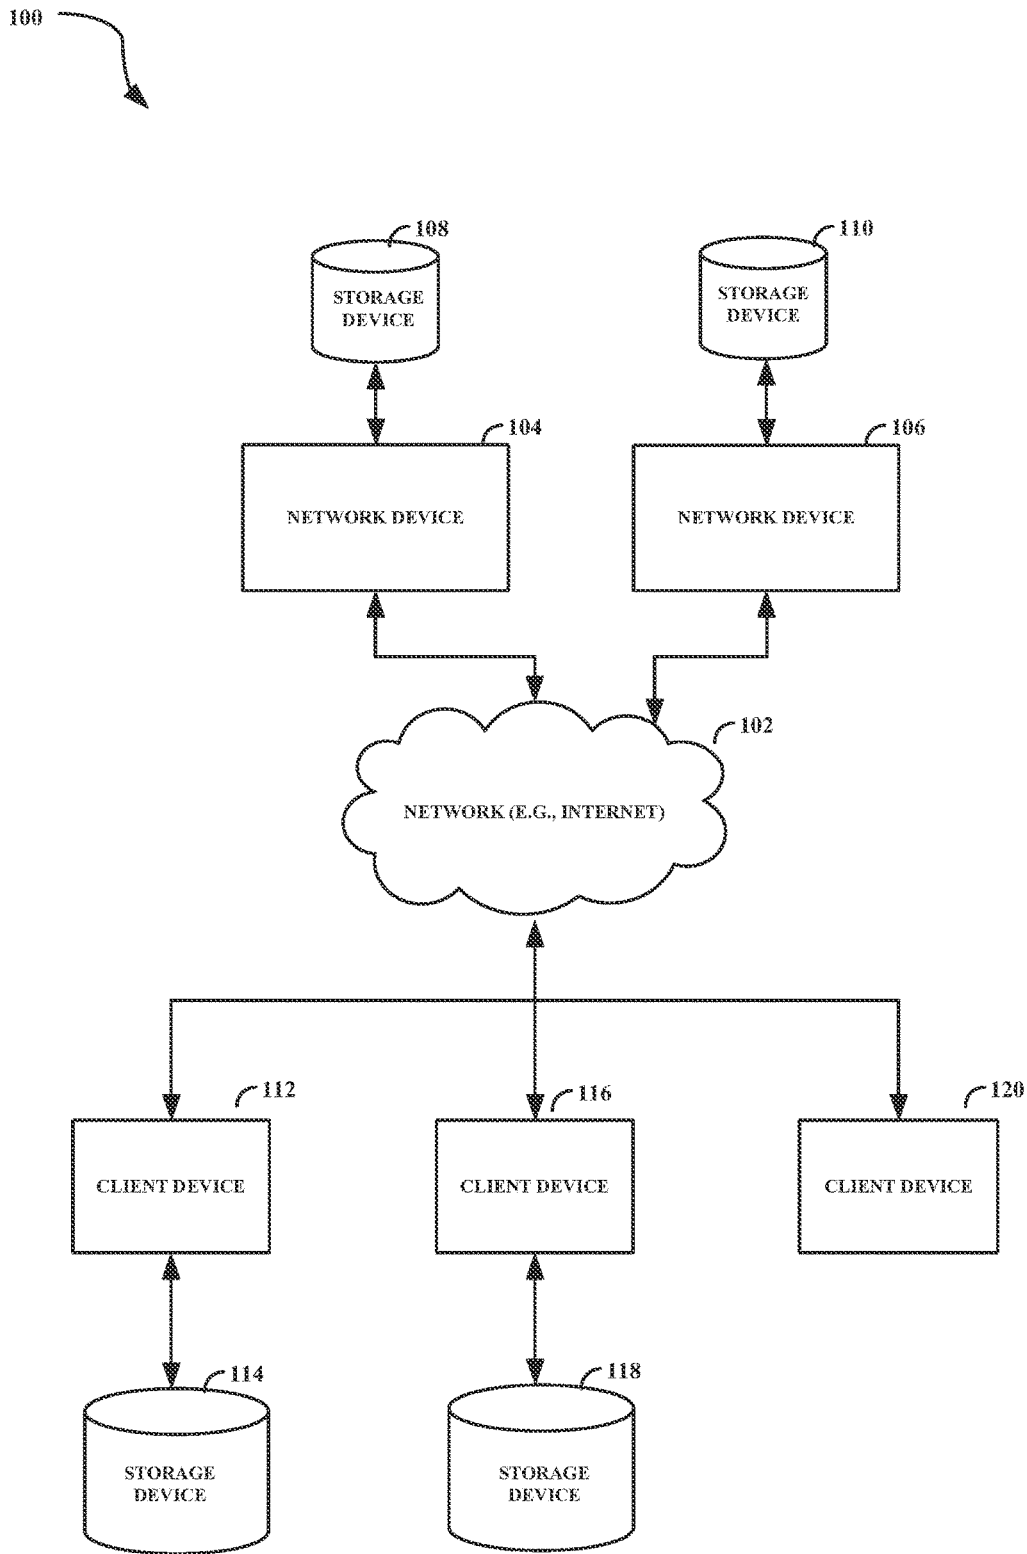 100
108
110
STORAGE
DEVICE
STORAGE
DEVICE
104
106
NETWORK DEVICE
NETWORK DEVICE
102
NETWORK (E.G., INTERNET)
112
116
120
CLIENT DEVICE
CLIENT DEVICE
CLIENT DEVICE
114
118
STORAGE
DEVICE
STORAGE
DEVICE